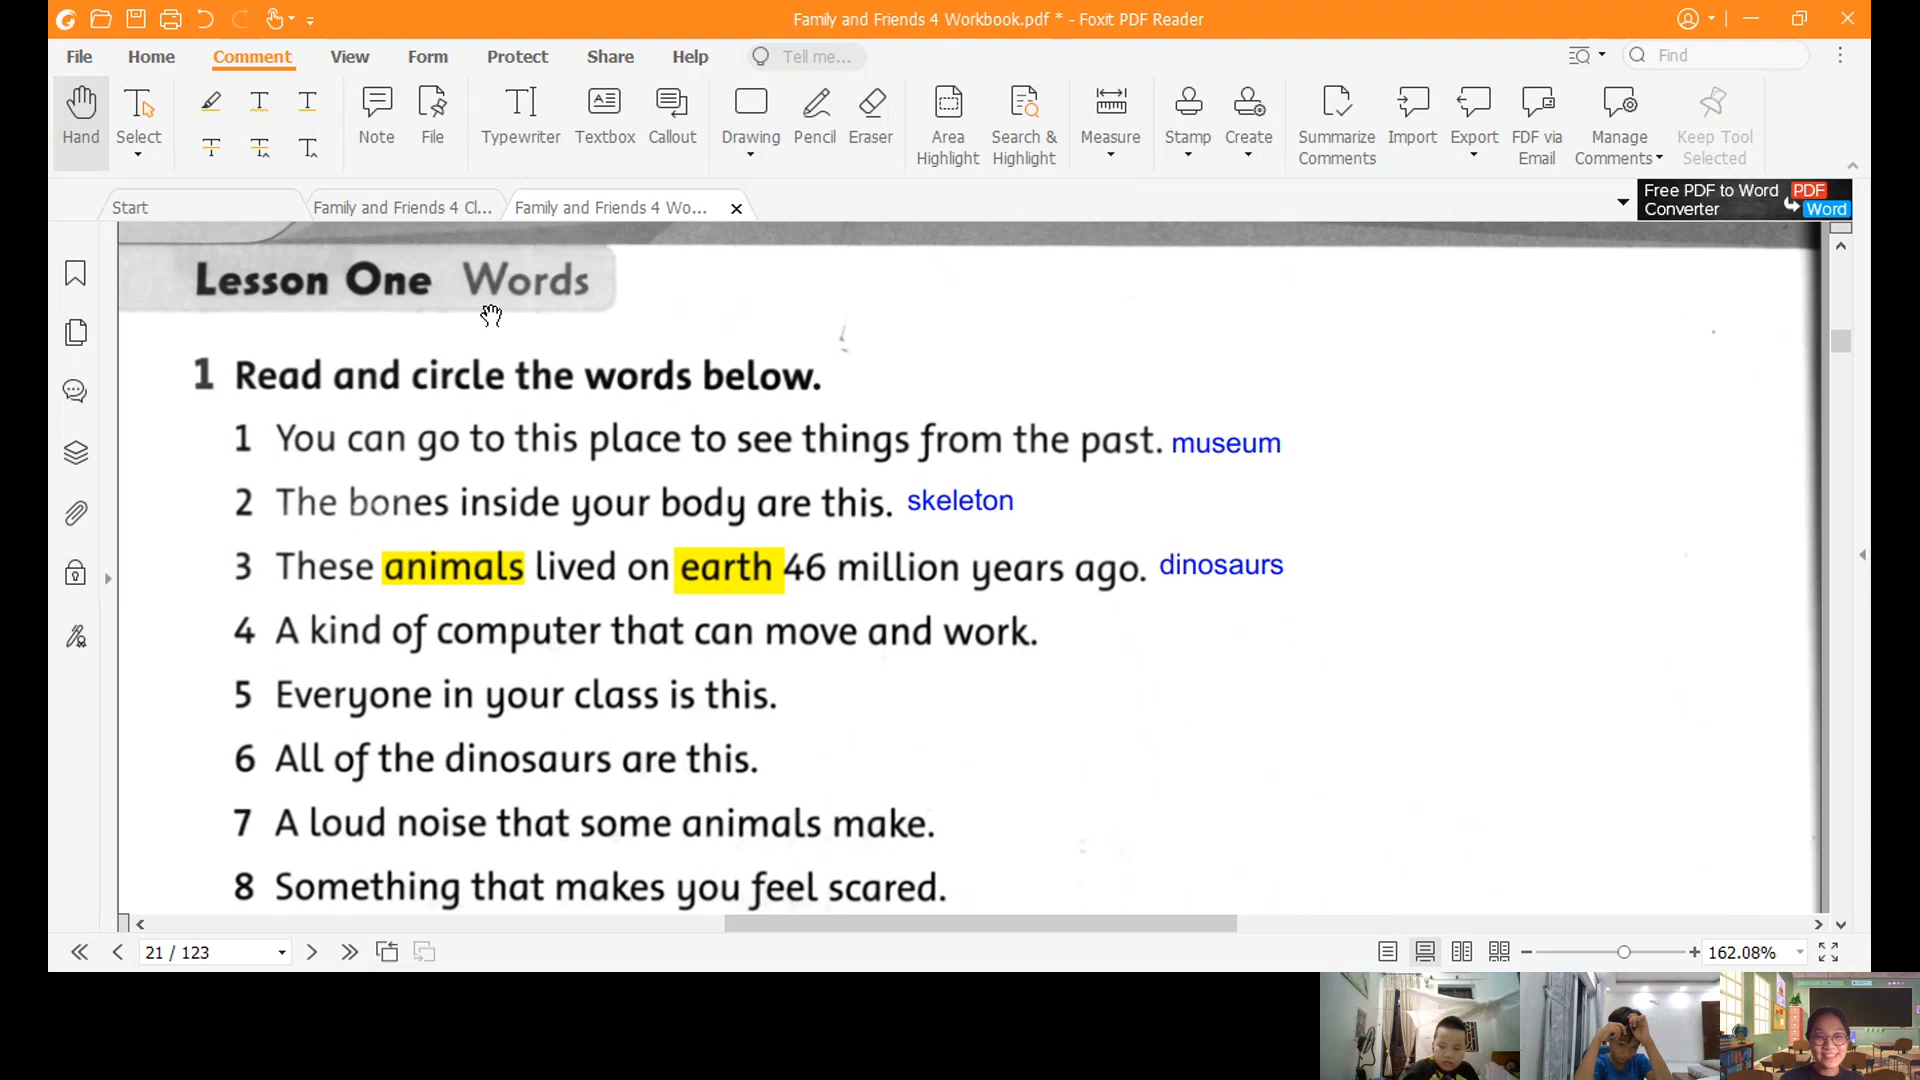 Family and Friends 4 Workbook.pdf * - Foxit PDF Reader
File Home Comment View Form Protect Share Help Tell me... Find
Hand Select Note File Typewriter Textbox Callout Drawing Pencil Eraser Area Highlight Search & Highlight Measure Stamp Create Summarize Comments Import Export FDF via Email Manage Comments Keep Tool Selected
Start Family and Friends 4 Cl... Family and Friends 4 Wo...
Free PDF to Word Converter PDF Word
Lesson One Words
1 Read and circle the words below.
1 You can go to this place to see things from the past. museum
2 The bones inside your body are this. skeleton
3 These animals lived on earth 46 million years ago. dinosaurs
4 A kind of computer that can move and work.
5 Everyone in your class is this.
6 All of the dinosaurs are this.
7 A loud noise that some animals make.
8 Something that makes you feel scared.
21 / 123 162.08%